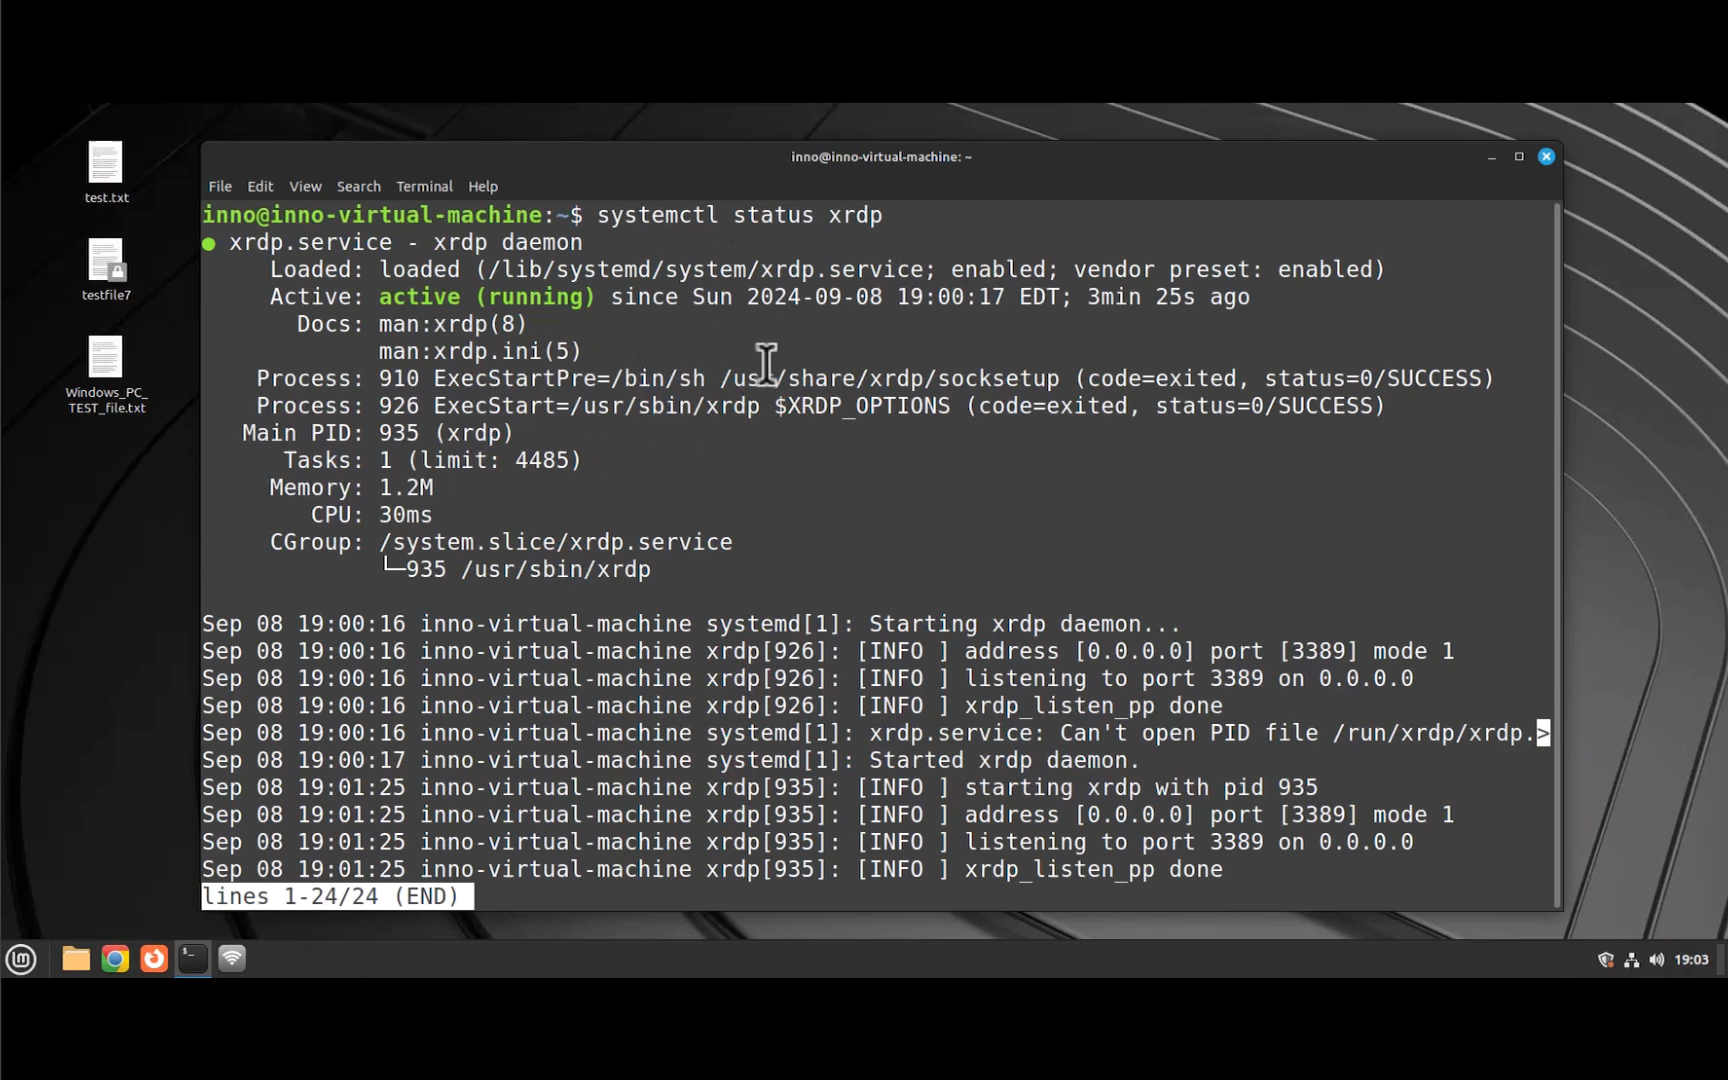 test.txt
testfile7
Windows_PC_
TEST_file.txt
inno@inno-virtual-machine: ~
File Edit View Search Terminal Help
inno@inno-virtual-machine:~$ systemctl status xrdp
● xrdp.service - xrdp daemon
Loaded: loaded (/lib/systemd/system/xrdp.service; enabled; vendor preset: enabled)
Active: active (running) since Sun 2024-09-08 19:00:17 EDT; 3min 25s ago
Docs: man:xrdp(8)
man:xrdp.ini(5)
Process: 910 ExecStartPre=/bin/sh /usr/share/xrdp/socksetup (code=exited, status=0/SUCCESS)
Process: 926 ExecStart=/usr/sbin/xrdp $XRDP_OPTIONS (code=exited, status=0/SUCCESS)
Main PID: 935 (xrdp)
Tasks: 1 (limit: 4485)
Memory: 1.2M
CPU: 30ms
CGroup: /system.slice/xrdp.service
└─935 /usr/sbin/xrdp
Sep 08 19:00:16 inno-virtual-machine systemd[1]: Starting xrdp daemon...
Sep 08 19:00:16 inno-virtual-machine xrdp[926]: [INFO ] address [0.0.0.0] port [3389] mode 1
Sep 08 19:00:16 inno-virtual-machine xrdp[926]: [INFO ] listening to port 3389 on 0.0.0.0
Sep 08 19:00:16 inno-virtual-machine xrdp[926]: [INFO ] xrdp_listen_pp done
Sep 08 19:00:16 inno-virtual-machine systemd[1]: xrdp.service: Can't open PID file /run/xrdp/xrdp.>
Sep 08 19:00:17 inno-virtual-machine systemd[1]: Started xrdp daemon.
Sep 08 19:01:25 inno-virtual-machine xrdp[935]: [INFO ] starting xrdp with pid 935
Sep 08 19:01:25 inno-virtual-machine xrdp[935]: [INFO ] address [0.0.0.0] port [3389] mode 1
Sep 08 19:01:25 inno-virtual-machine xrdp[935]: [INFO ] listening to port 3389 on 0.0.0.0
Sep 08 19:01:25 inno-virtual-machine xrdp[935]: [INFO ] xrdp_listen_pp done
lines 1-24/24 (END)
19:03